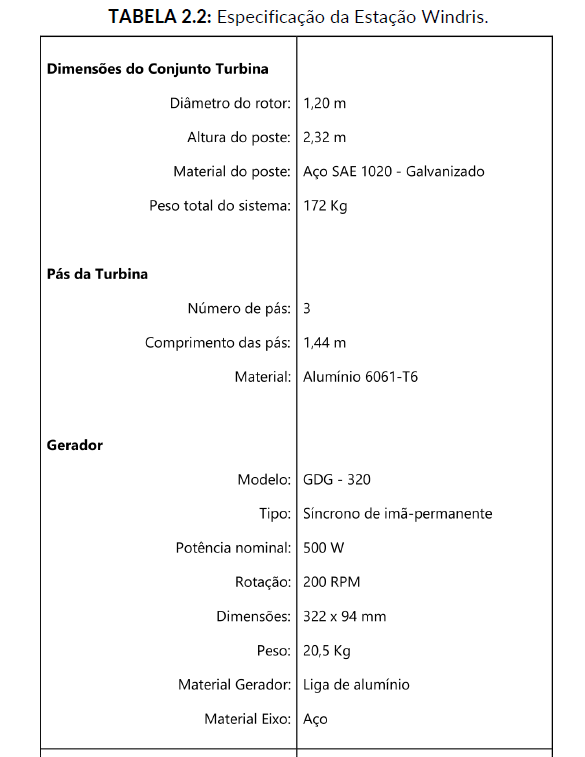 TABELA 2.2: Especificação da Estação Windris.
Dimensões do Conjunto Turbina
Diâmetro do rotor: 1,20 m
Altura do poste: 2,32 m
Material do poste: Aço SAE 1020 - Galvanizado
Peso total do sistema: 172 Kg
Pás da Turbina
Número de pás: 3
Comprimento das pás: 1,44 m
Material: Alumínio 6061-T6
Gerador
Modelo: GDG - 320
Tipo: Síncrono de imã-permanente
Potência nominal: 500 W
Rotação: 200 RPM
Dimensões: 322 x 94 mm
Peso: 20,5 Kg
Material Gerador: Liga de alumínio
Material Eixo: Aço